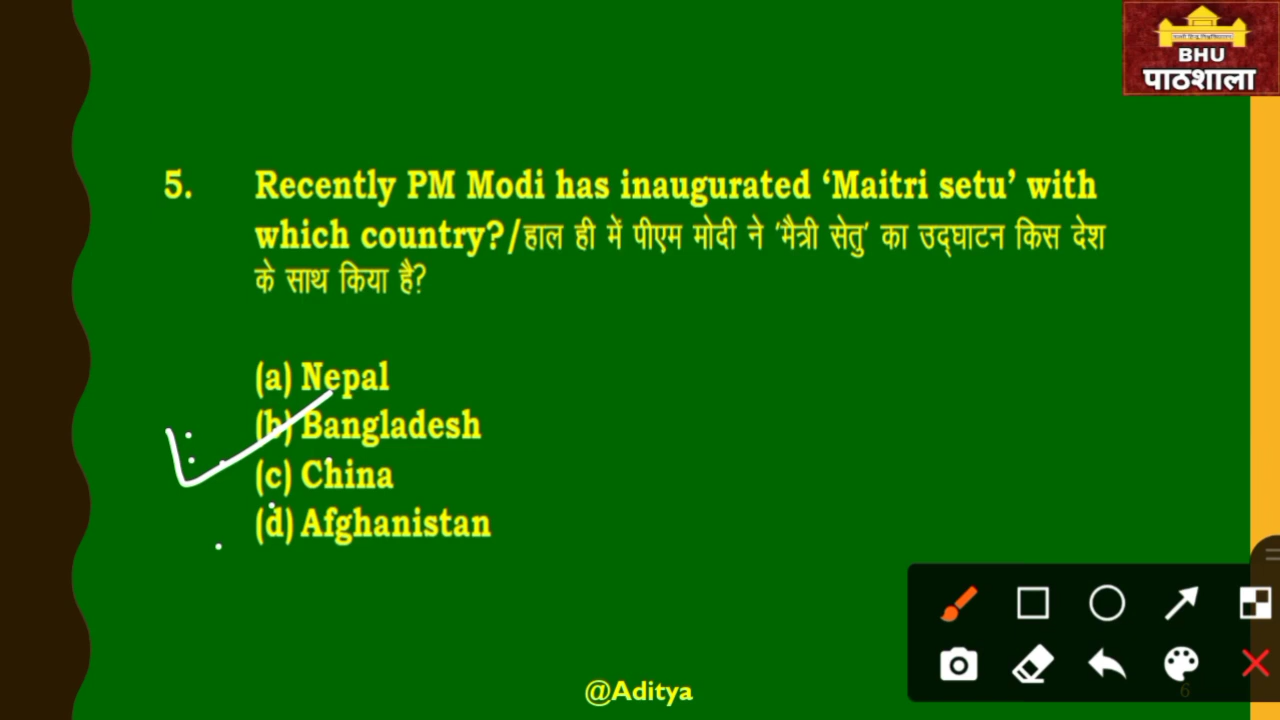 BHU
पाठशाला
5. Recently PM Modi has inaugurated ‘Maitri setu’ with
which country?/हाल ही में पीएम मोदी ने ‘मैत्री सेतु’ का उद्घाटन किस देश
के साथ किया है?
(a) Nepal
(b) Bangladesh
(c) China
(d) Afghanistan
@Aditya
6